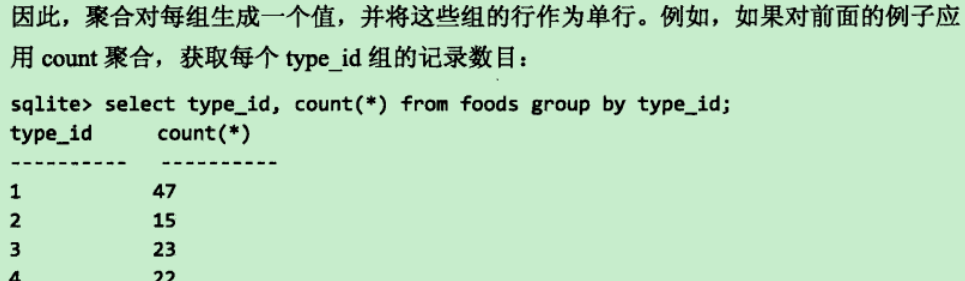 因此，聚合对每组生成一个值，并将这些组的行作为单行。例如，如果对前面的例子应
用 count 聚合，获取每个 type_id 组的记录数目：
sqlite> select type_id, count(*) from foods group by type_id;
type_id count(*)
---------- ----------
1 47
2 15
3 23
4 22